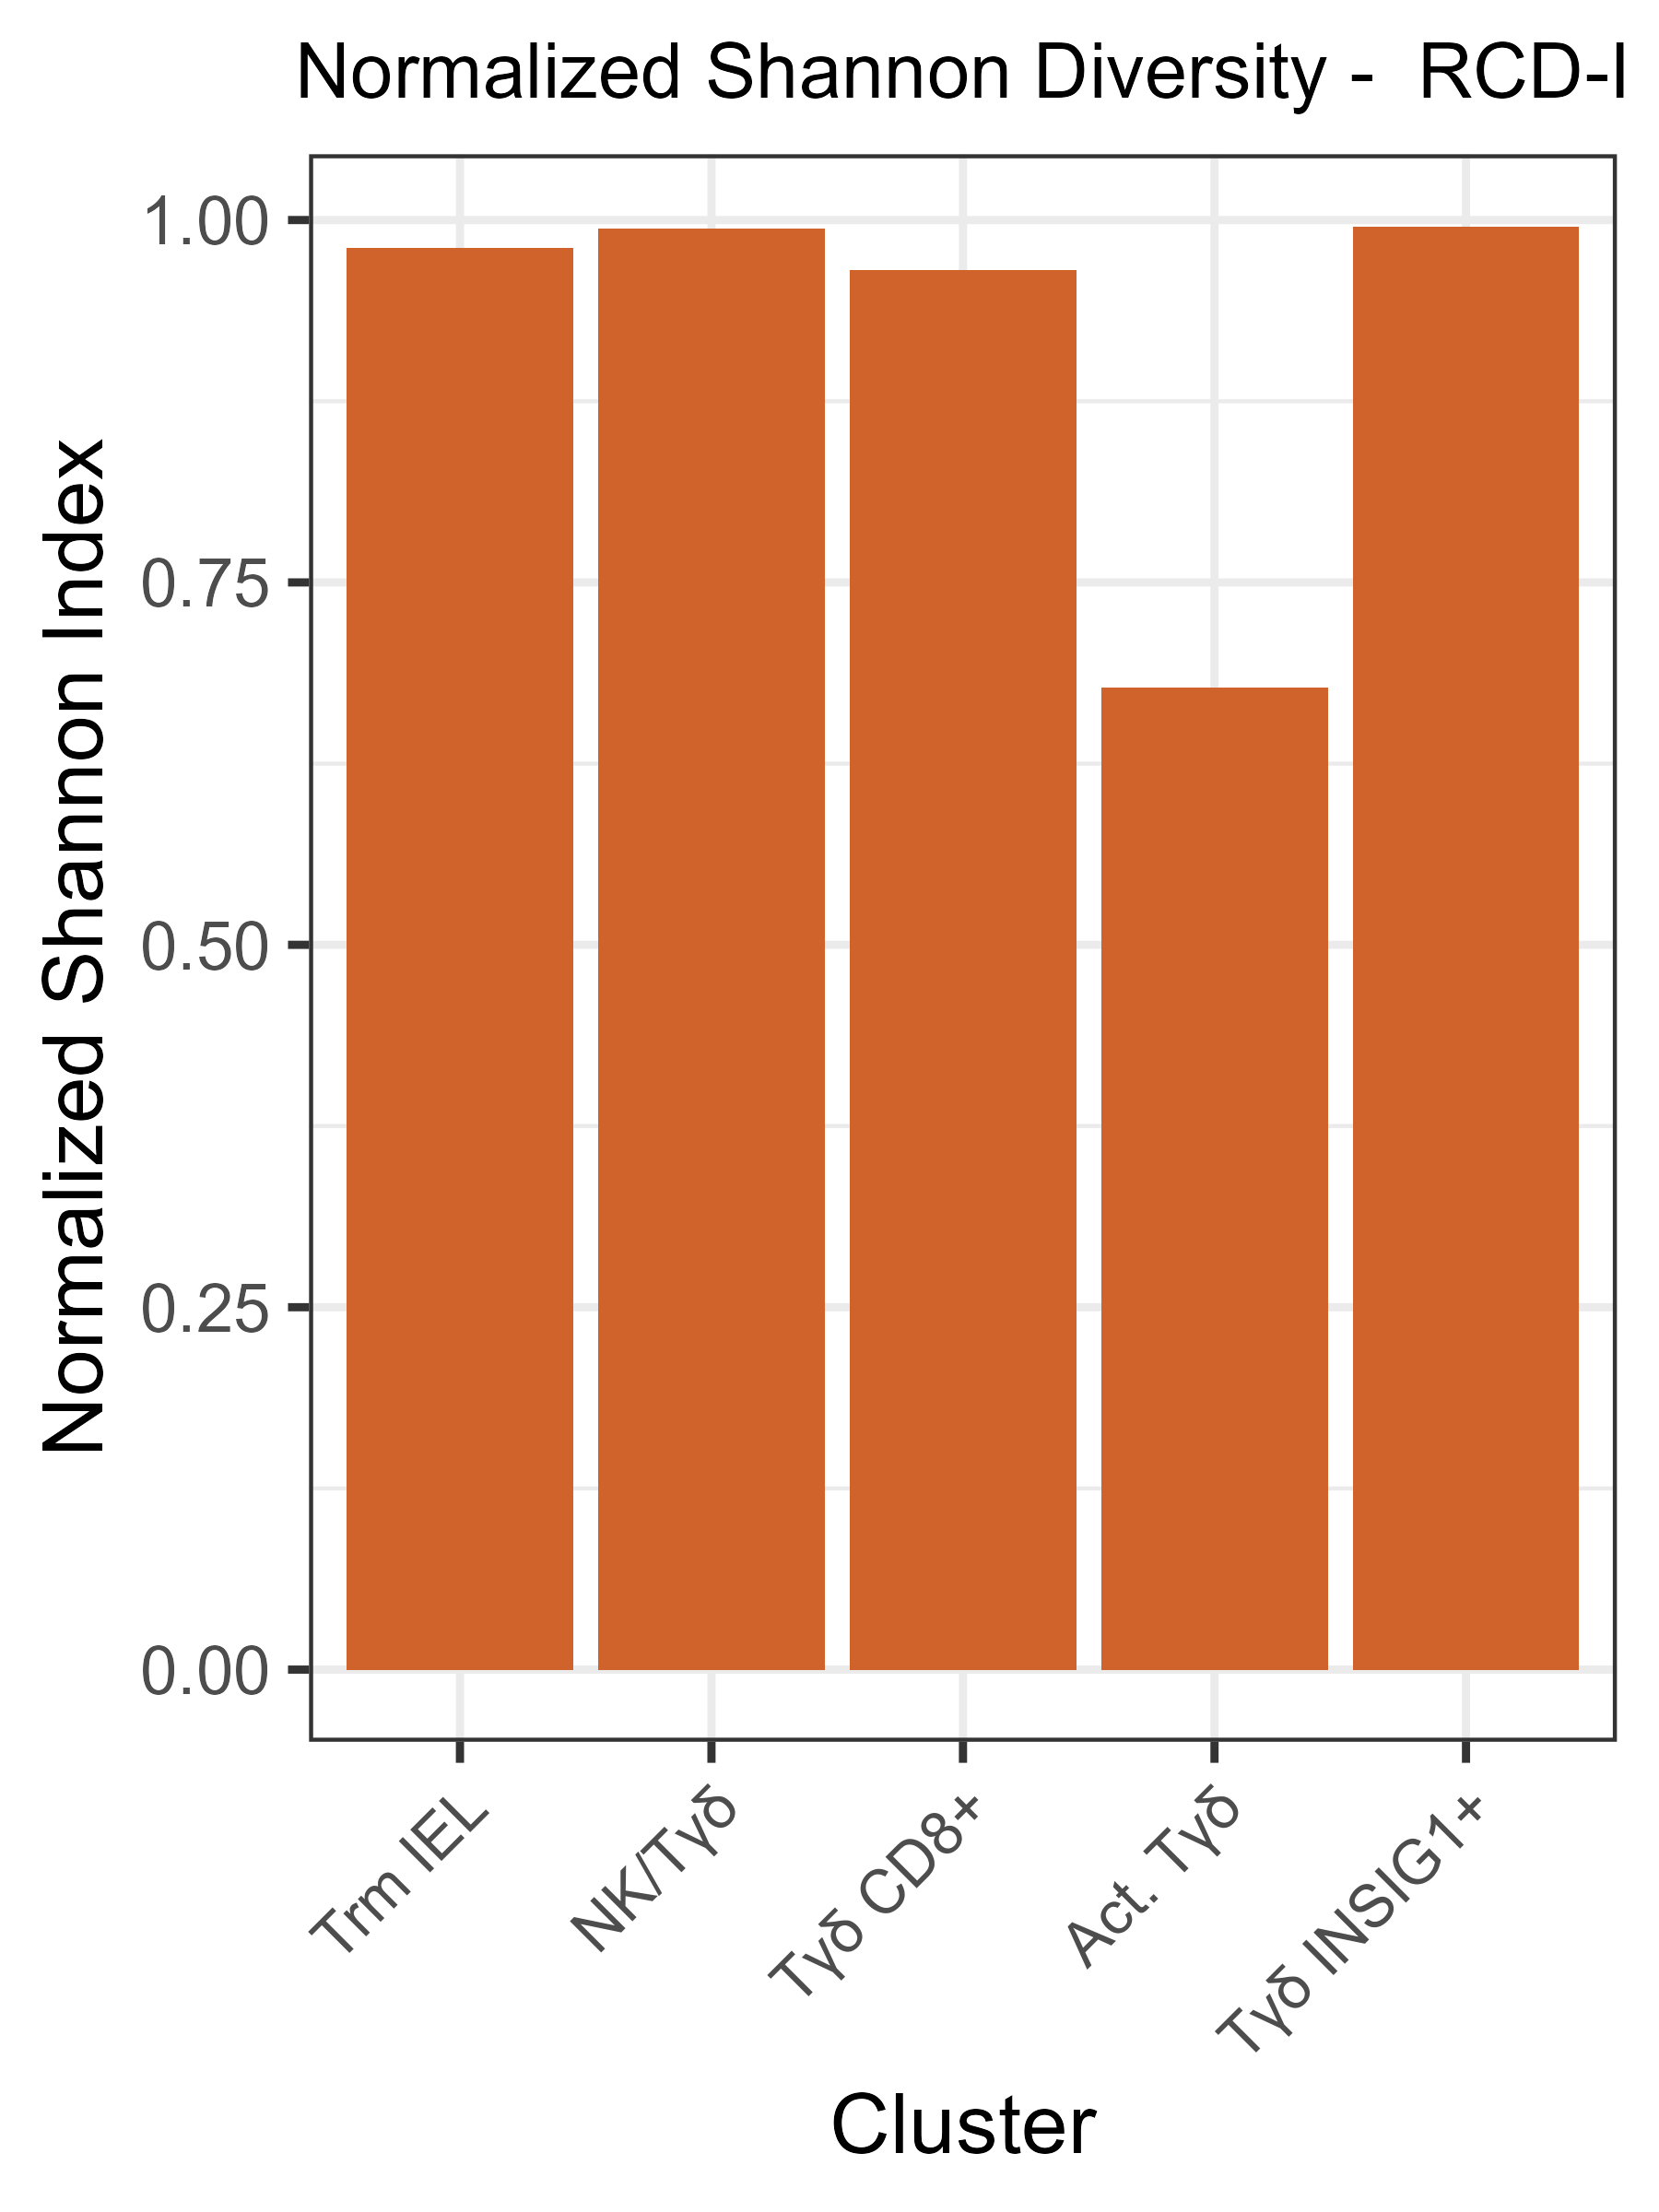 Normalized Shannon Diversity -  RCD-I
Normalized Shannon Index
1.00
0.75
0.50
0.25
0.00
Trm IEL
NK/Tγδ
Tγδ CD8+
Act. Tγδ
Tγδ INSIG1+
Cluster